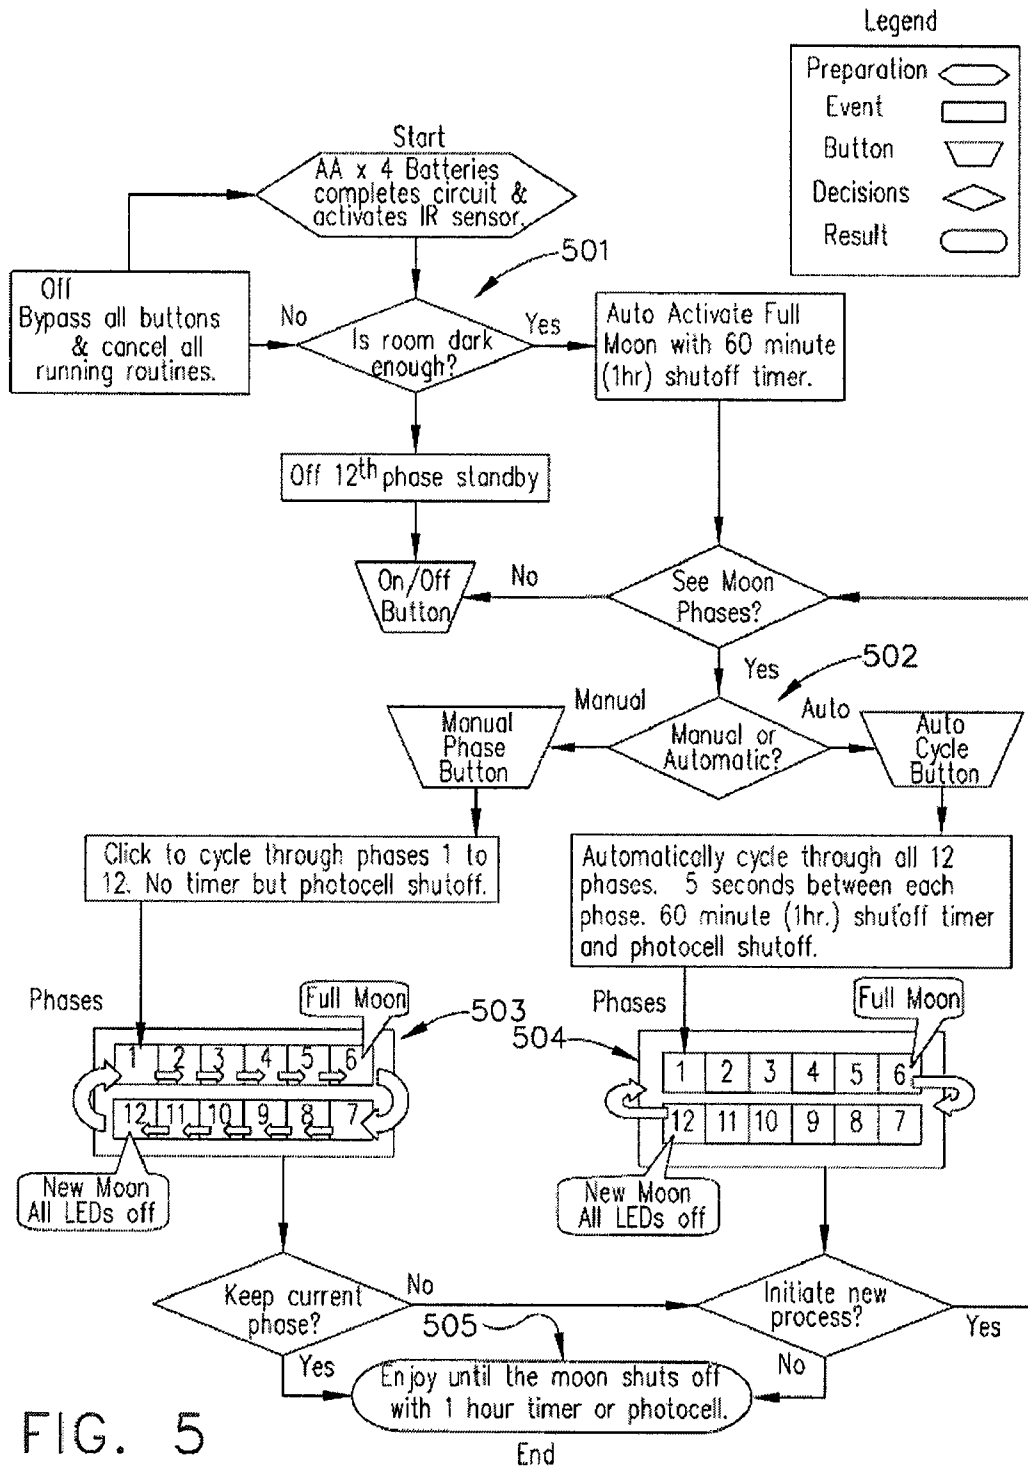 Legend
Preparation
Event
Button
Decisions
Result
Start
AA x 4 Batteries
completes circuit &
activates IR sensor.
501
Off
Bypass all buttons
& cancel all
running routines.
No
Is room dark
enough?
Yes
Auto Activate Full
Moon with 60 minute
(1hr) shutoff timer.
Off 12th phase standby
On/Off
Button
No
See Moon
Phases?
Yes
502
Manual
Manual
Phase
Button
Manual or
Automatic?
Auto
Auto
Cycle
Button
Click to cycle through phases 1 to
12. No timer but photocell shutoff.
Automatically cycle through all 12
phases. 5 seconds between each
phase. 60 minute (1hr.) shutoff timer
and photocell shutoff.
Phases
Full Moon
503
1 2 3 4 5 6
12 11 10 9 8 7
New Moon
All LEDs off
Phases
Full Moon
504
1 2 3 4 5 6
12 11 10 9 8 7
New Moon
All LEDs off
Keep current
phase?
No
Yes
Initiate new
process?
Yes
No
505
Enjoy until the moon shuts off
with 1 hour timer or photocell.
End
FIG. 5